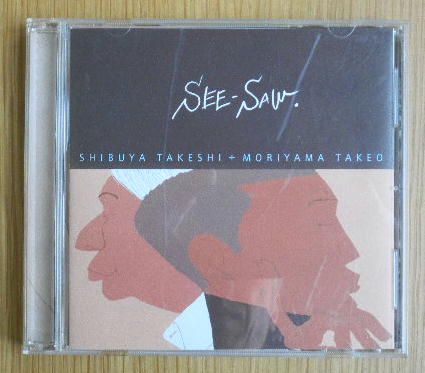 SEE-SAW.
SHIBUYA TAKESHI + MORIYAMA TAKEO